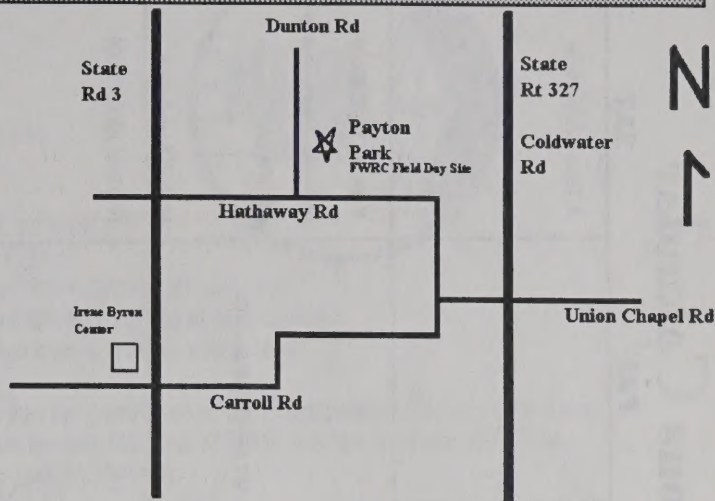 Dunton Rd
State
Rd 3
State
Rt 327
N
Payton
Park
FWRC Field Day Site
Coldwater
Rd
Hathaway Rd
Irene Byron
Center
Union Chapel Rd
Carroll Rd